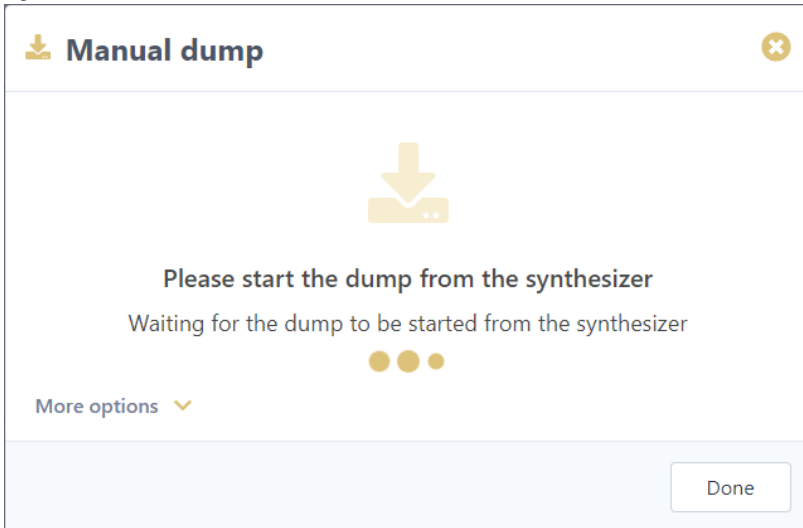 Manual dump
Please start the dump from the synthesizer
Waiting for the dump to be started from the synthesizer
More options
Done